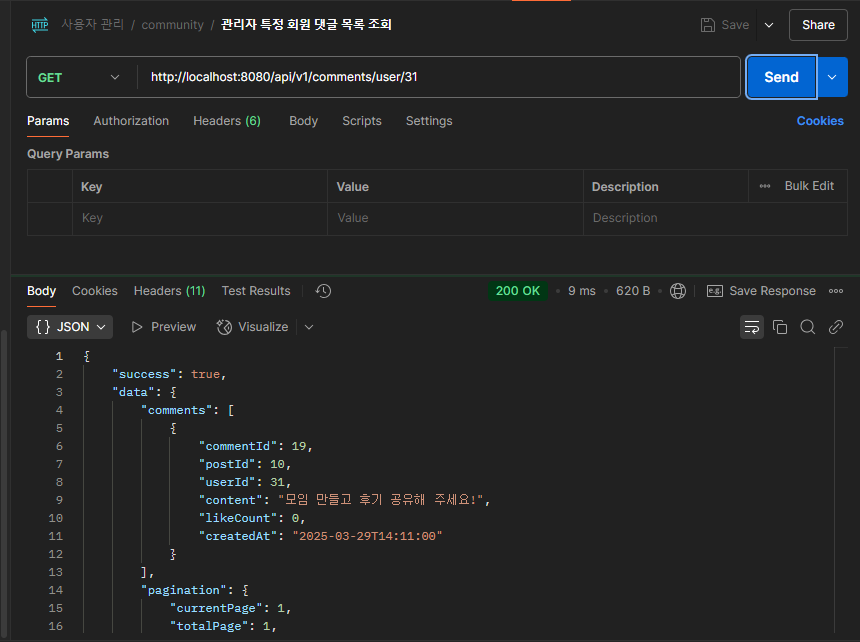 HTTP 사용자 관리 / community / 관리자 특정 회원 댓글 목록 조회 Save Share
GET http://localhost:8080/api/v1/comments/user/31 Send
Params Authorization Headers (6) Body Scripts Settings Cookies
Query Params
Key Value Description Bulk Edit
Key Value Description
Body Cookies Headers (11) Test Results 200 OK • 9 ms • 620 B • e.g. Save Response
{} JSON Preview Visualize
1 {
2 "success": true,
3 "data": {
4 "comments": [
5 {
6 "commentId": 19,
7 "postId": 10,
8 "userId": 31,
9 "content": "모임 만들고 후기 공유해 주세요!",
10 "likeCount": 0,
11 "createdAt": "2025-03-29T14:11:00"
12 }
13 ],
14 "pagination": {
15 "currentPage": 1,
16 "totalPage": 1,